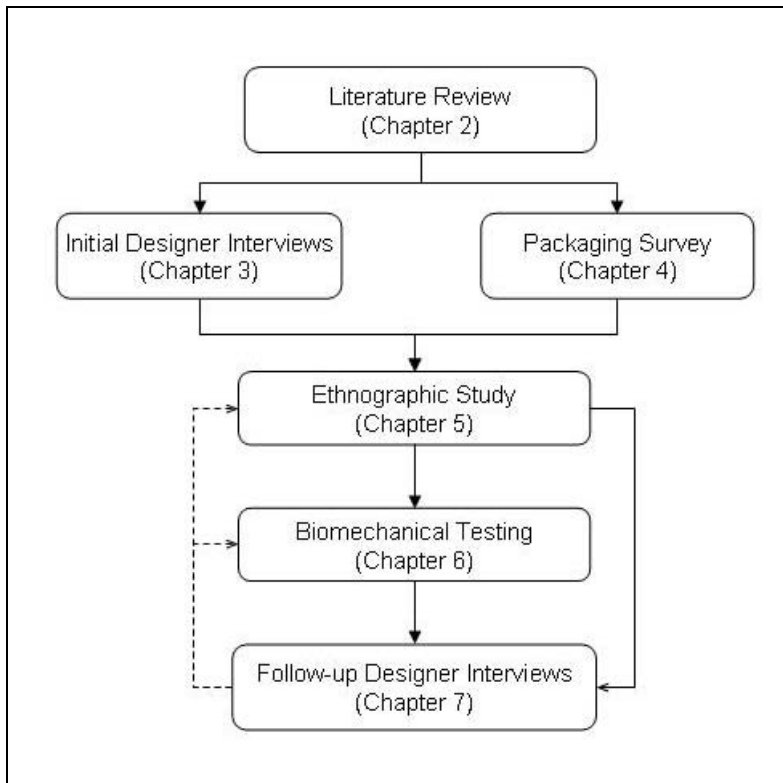 Literature Review
(Chapter 2)
Initial Designer Interviews
(Chapter 3)
Packaging Survey
(Chapter 4)
Ethnographic Study
(Chapter 5)
Biomechanical Testing
(Chapter 6)
Follow-up Designer Interviews
(Chapter 7)